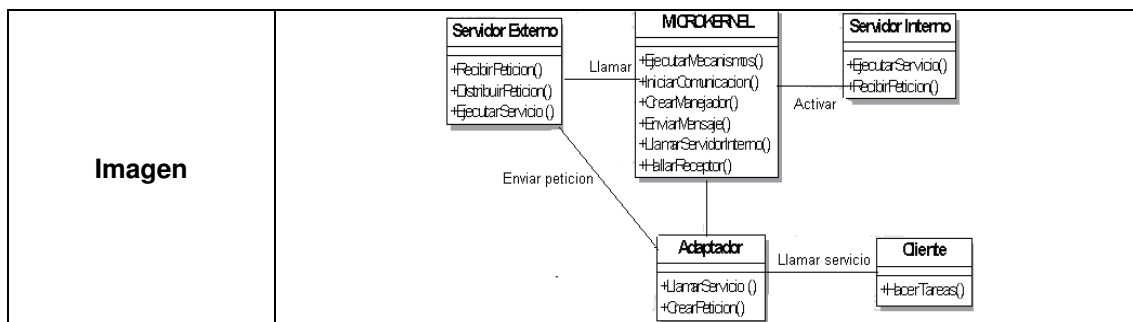 Imagen
Servidor Externo
+RecibirPeticion()
+DistribuirPeticion()
+EjecutarServicio ()
Llamar
MICROKERNEL
+EjecutarMecanismos()
+IniciarComunicacion()
+CrearManejador()
+EnviarMensaje()
+LlamarServidorInterno()
+HallarReceptor()
Activar
Servidor Interno
+EjecutarServicio()
+RecibirPeticion()
Enviar peticion
Adaptador
+LlamarServicio ()
+CrearPeticion()
Llamar servicio
Cliente
+HacerTareas()